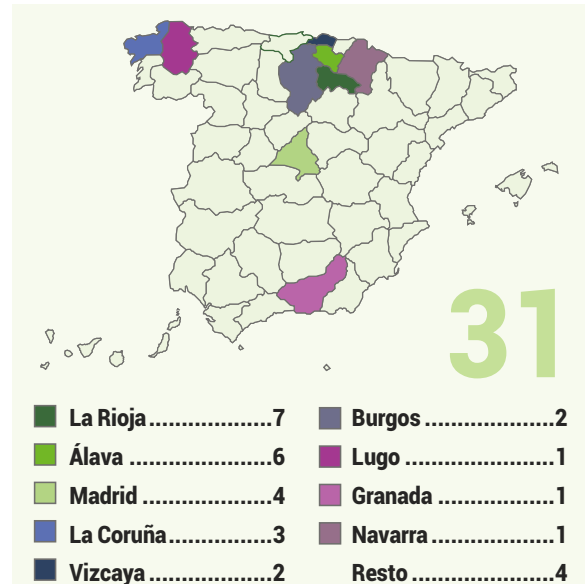 31
La Rioja ..................7
Álava .....................6
Madrid ...................4
La Coruña ................3
Vizcaya ..................2
Burgos ...................2
Lugo .....................1
Granada ..................1
Navarra ..................1
Resto ....................4